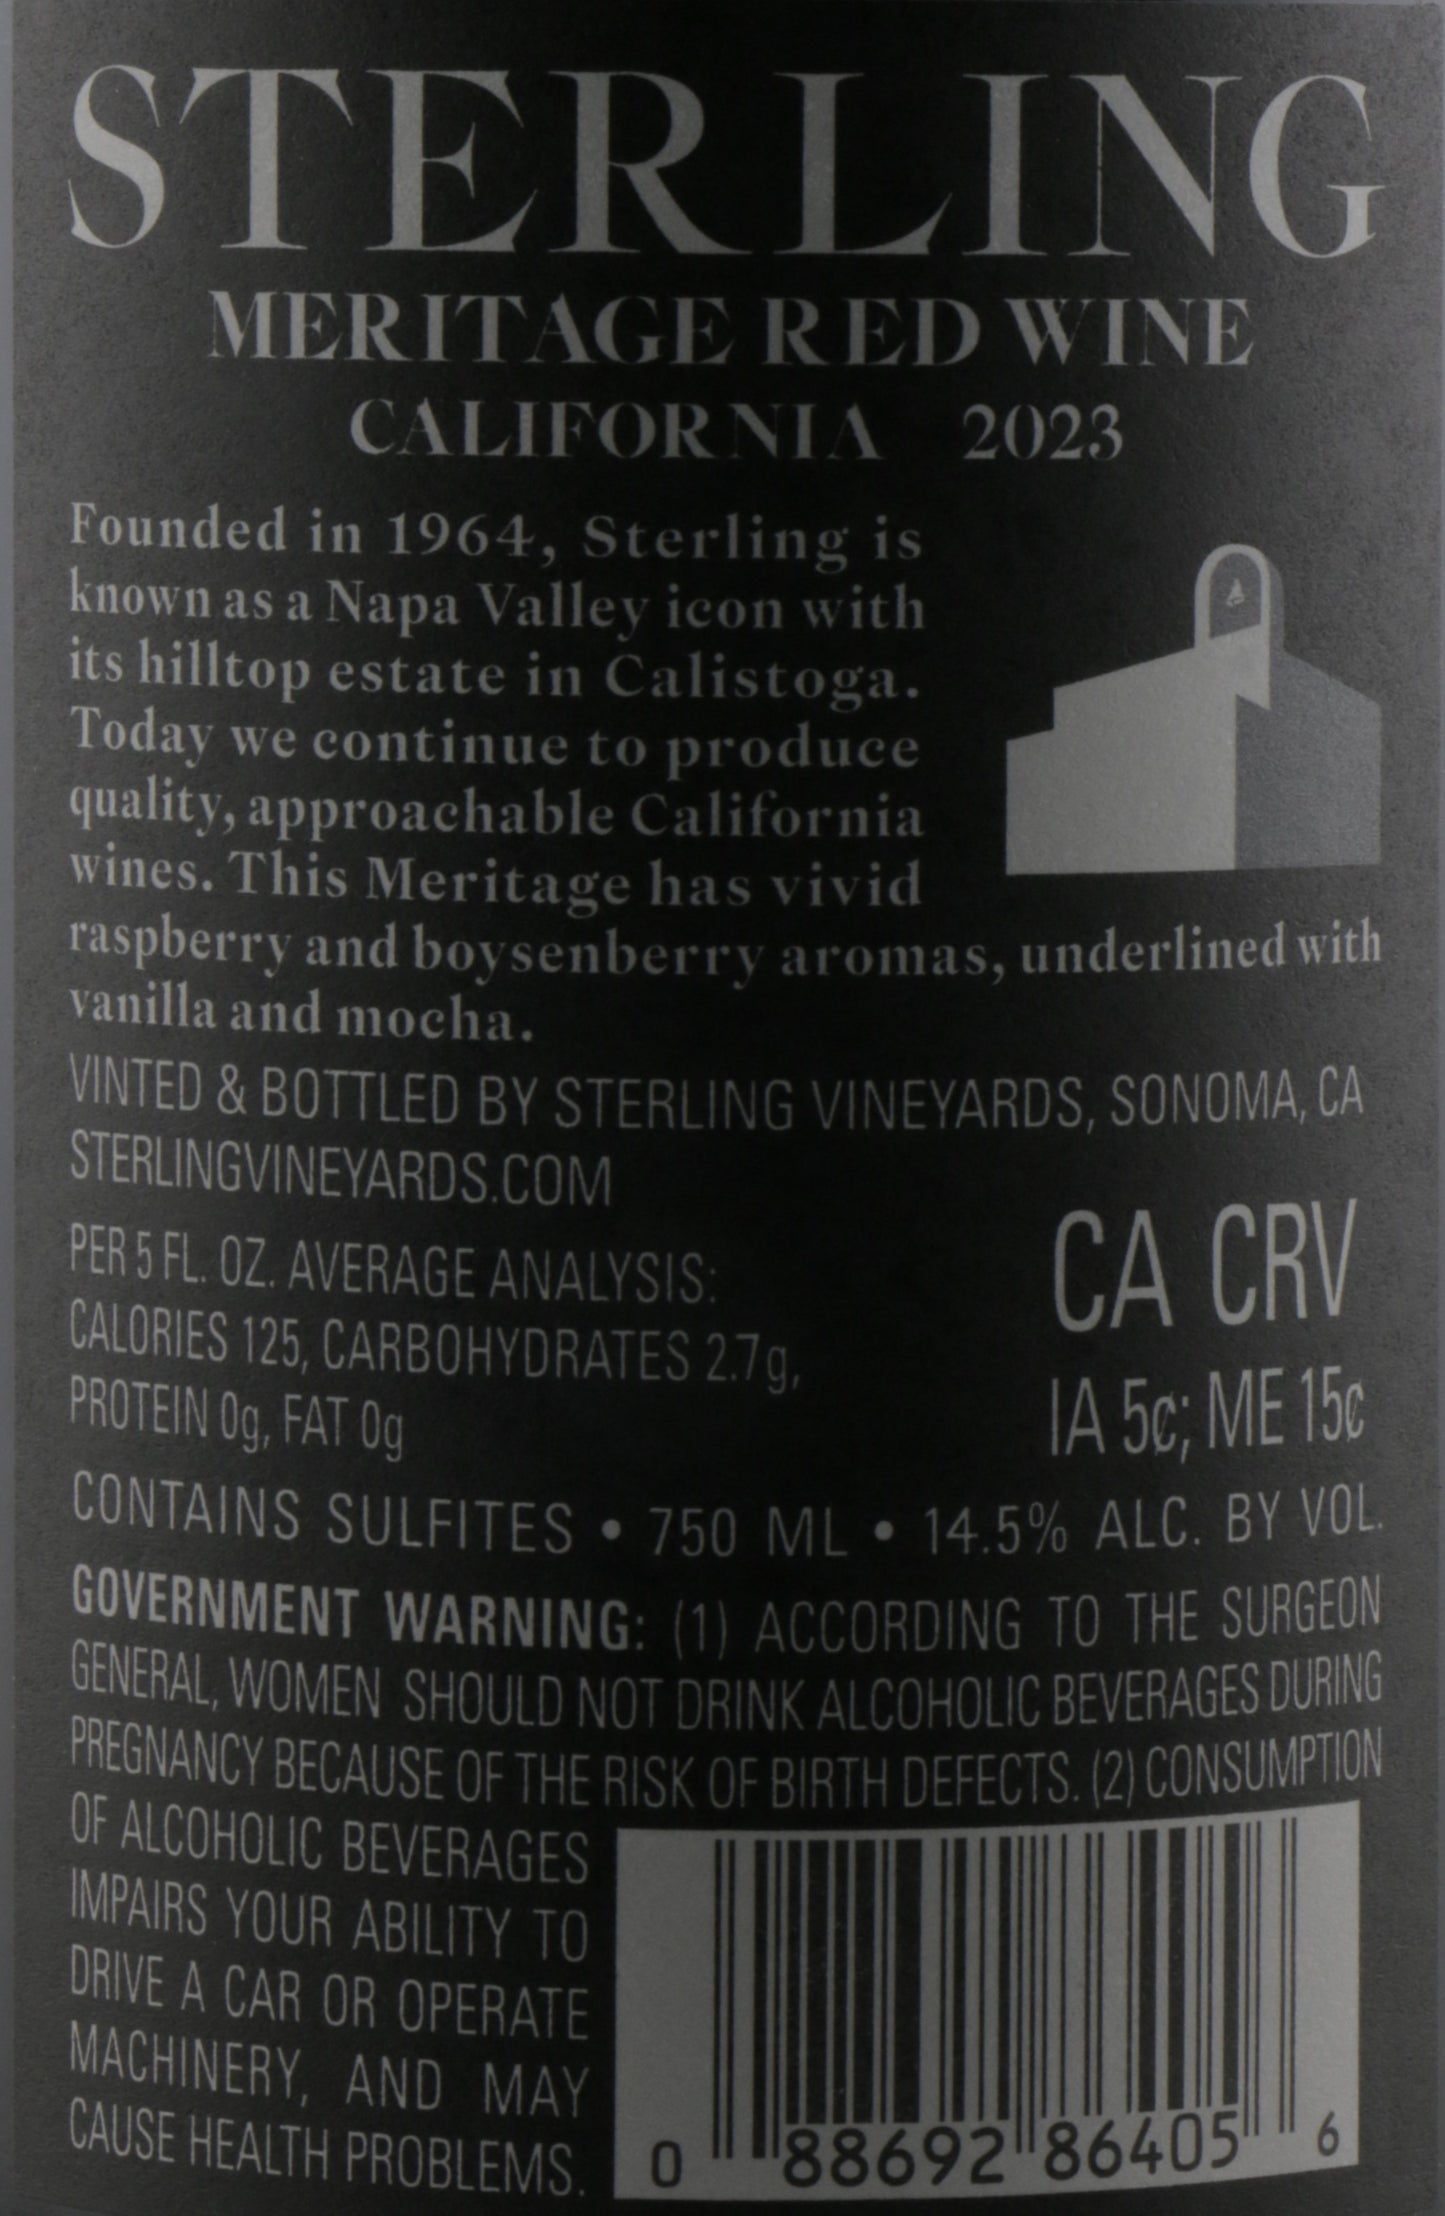 STERLING
MERITAGE RED WINE
CALIFORNIA 2023
Founded in 1964, Sterling is
known as a Napa Valley icon with
its hilltop estate in Calistoga.
Today we continue to produce
quality, approachable California
wines. This Meritage has vivid
raspberry and boysenberry aromas, underlined with
vanilla and mocha.
VINTED & BOTTLED BY STERLING VINEYARDS, SONOMA, CA
STERLINGVINEYARDS.COM
PER 5 FL. OZ. AVERAGE ANALYSIS:
CALORIES 125, CARBOHYDRATES 2.7g,
PROTEIN 0g, FAT 0g
CA CRV
IA 5¢; ME 15¢
CONTAINS SULFITES • 750 ML • 14.5% ALC. BY VOL.
GOVERNMENT WARNING: (1) ACCORDING TO THE SURGEON
GENERAL, WOMEN SHOULD NOT DRINK ALCOHOLIC BEVERAGES DURING
PREGNANCY BECAUSE OF THE RISK OF BIRTH DEFECTS. (2) CONSUMPTION
OF ALCOHOLIC BEVERAGES
IMPAIRS YOUR ABILITY TO
DRIVE A CAR OR OPERATE
MACHINERY, AND MAY
CAUSE HEALTH PROBLEMS.
0 88692 86405 6